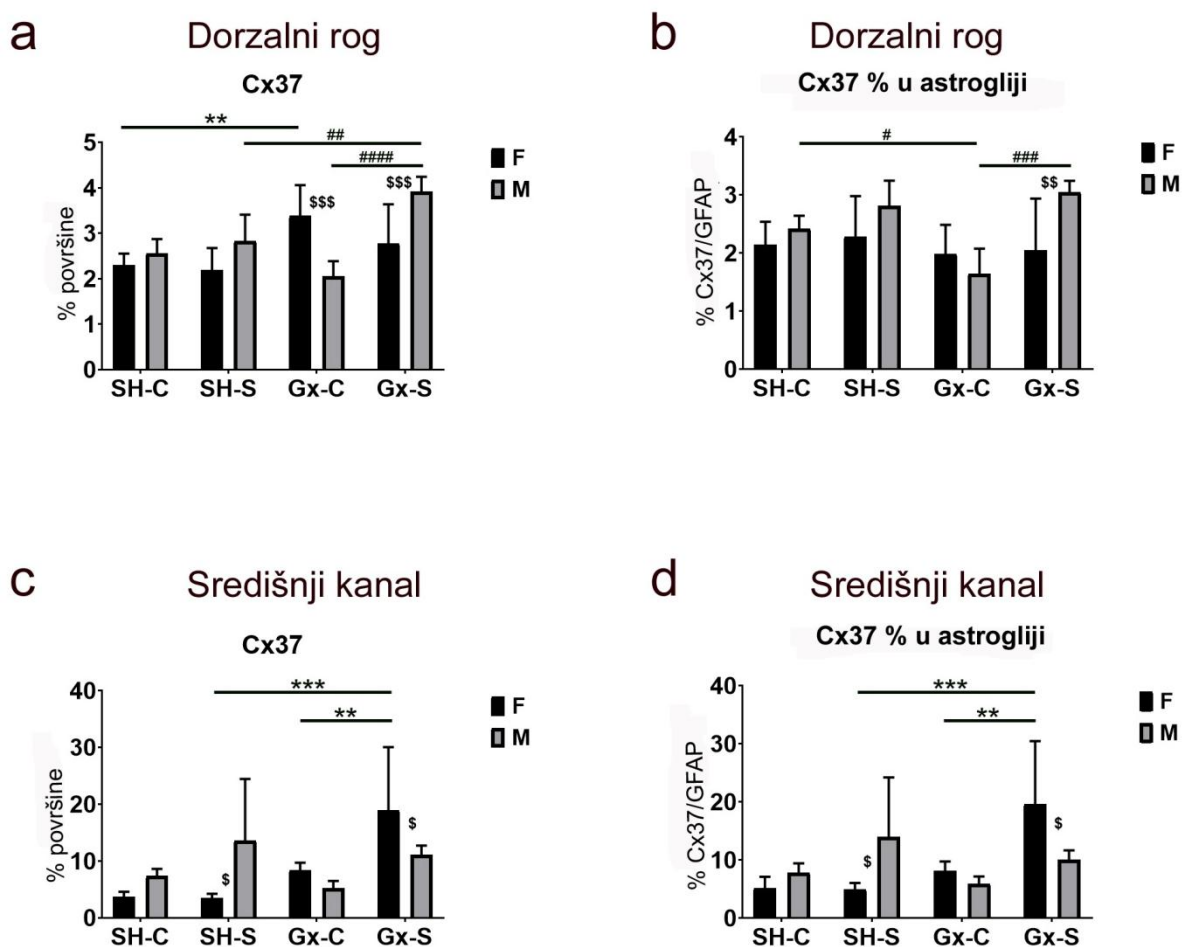 a Dorzalni rog
Cx37
**
##
####
$$$
$$$
5
4
3
2
1
0
% površine
SH-C SH-S Gx-C Gx-S
F
M
b Dorzalni rog
Cx37 % u astrogliji
#
###
$$
4
3
2
1
0
% Cx37/GFAP
SH-C SH-S Gx-C Gx-S
F
M
c Središnji kanal
Cx37
***
**
$
$
40
30
20
10
0
% površine
SH-C SH-S Gx-C Gx-S
F
M
d Središnji kanal
Cx37 % u astrogliji
***
**
$
$
40
30
20
10
0
% Cx37/GFAP
SH-C SH-S Gx-C Gx-S
F
M